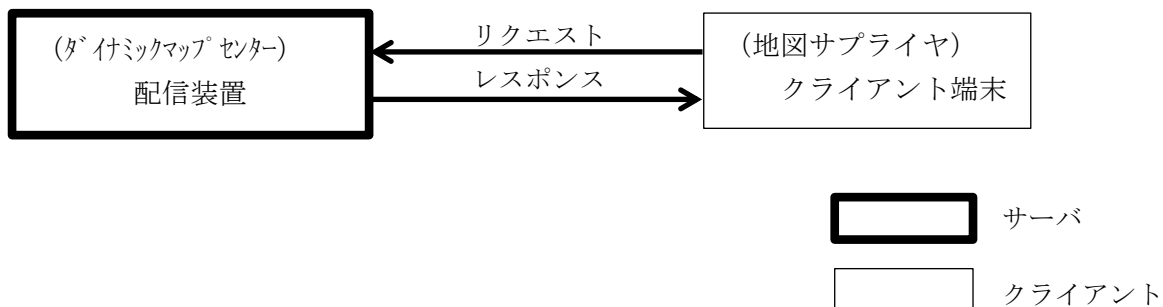 (ﾀﾞｲﾅﾐｯｸﾏｯﾌﾟｾﾝﾀｰ)
配信装置
リクエスト
レスポンス
(地図サプライヤ)
クライアント端末
サーバ
クライアント